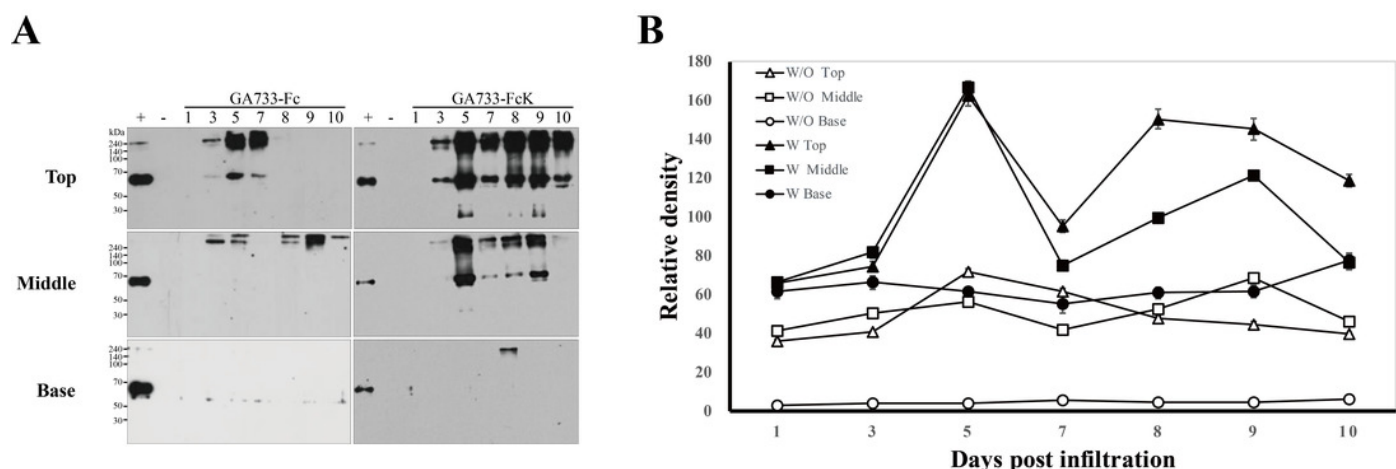 A
GA733-Fc
GA733-FcK
+ - 1 3 5 7 8 9 10
+ - 1 3 5 7 8 9 10
kDa
Top
240
140
100
70
50
30
Middle
240
140
100
70
50
30
Base
240
140
100
70
50
30
B
Relative density
180
160
140
120
100
80
60
40
20
0
W/O Top
W/O Middle
W/O Base
W Top
W Middle
W Base
1 3 5 7 8 9 10
Days post infiltration